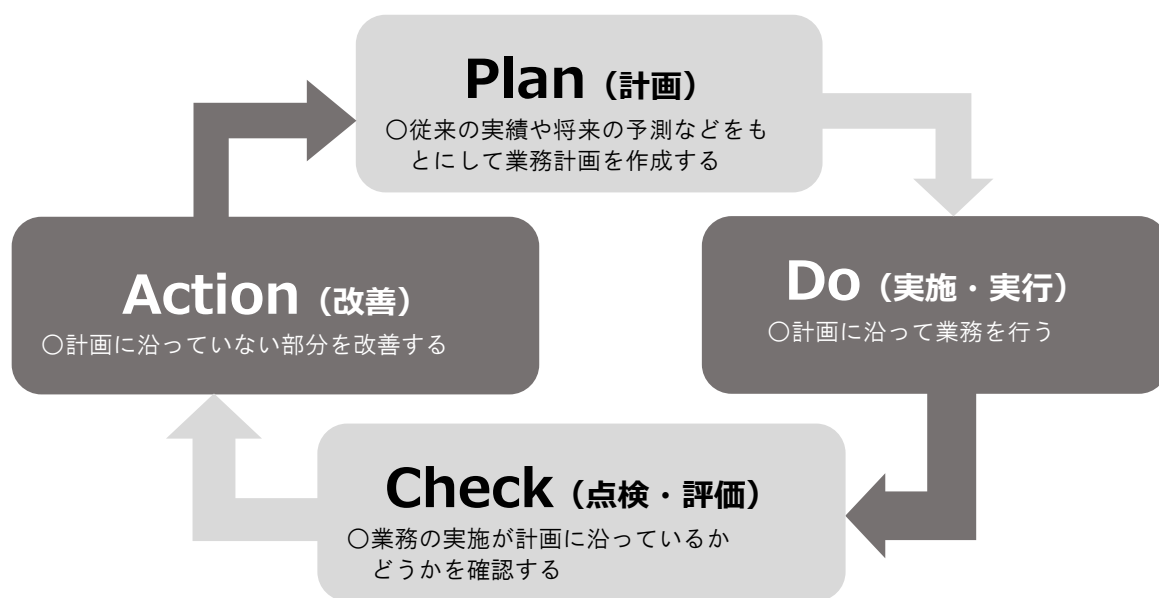 Plan（計画）
○従来の実績や将来の予測などをも
とにして業務計画を作成する
Action（改善）
○計画に沿っていない部分を改善する
Do（実施・実行）
○計画に沿って業務を行う
Check（点検・評価）
○業務の実施が計画に沿っているか
どうかを確認する